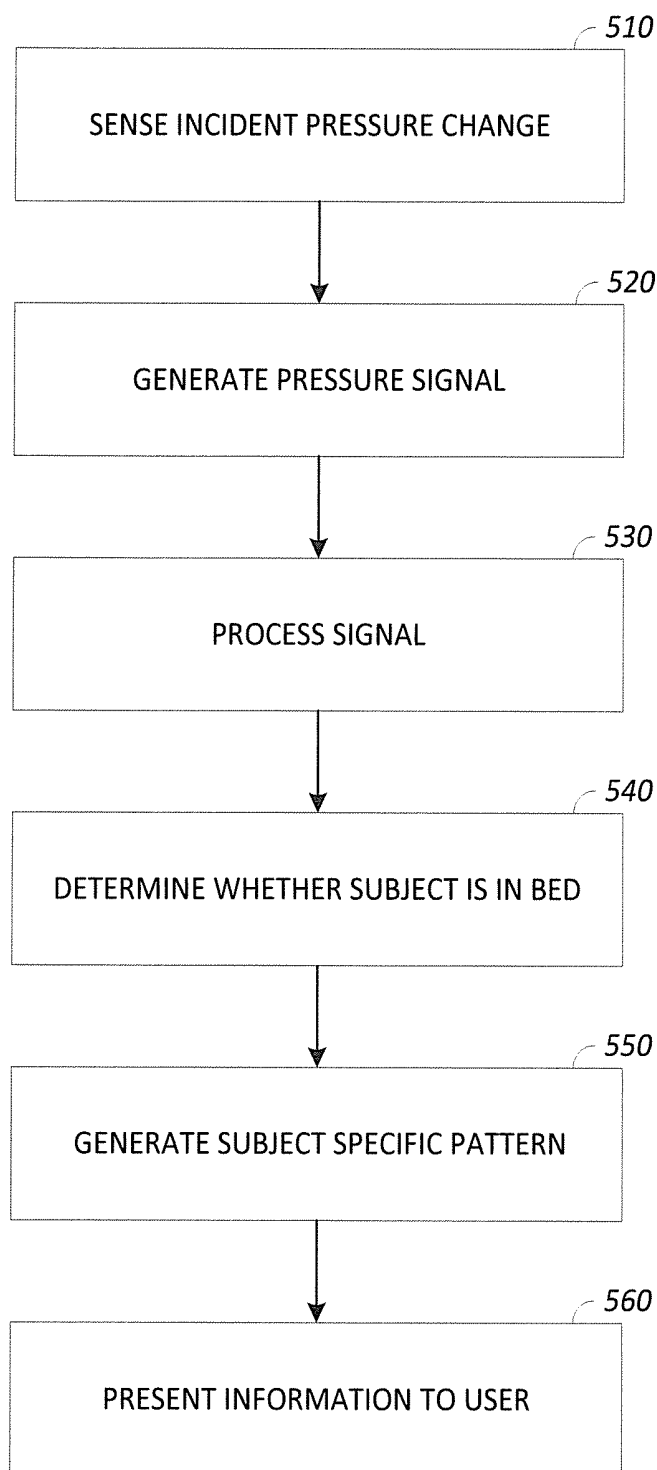 510
SENSE INCIDENT PRESSURE CHANGE
520
GENERATE PRESSURE SIGNAL
530
PROCESS SIGNAL
540
DETERMINE WHETHER SUBJECT IS IN BED
550
GENERATE SUBJECT SPECIFIC PATTERN
560
PRESENT INFORMATION TO USER